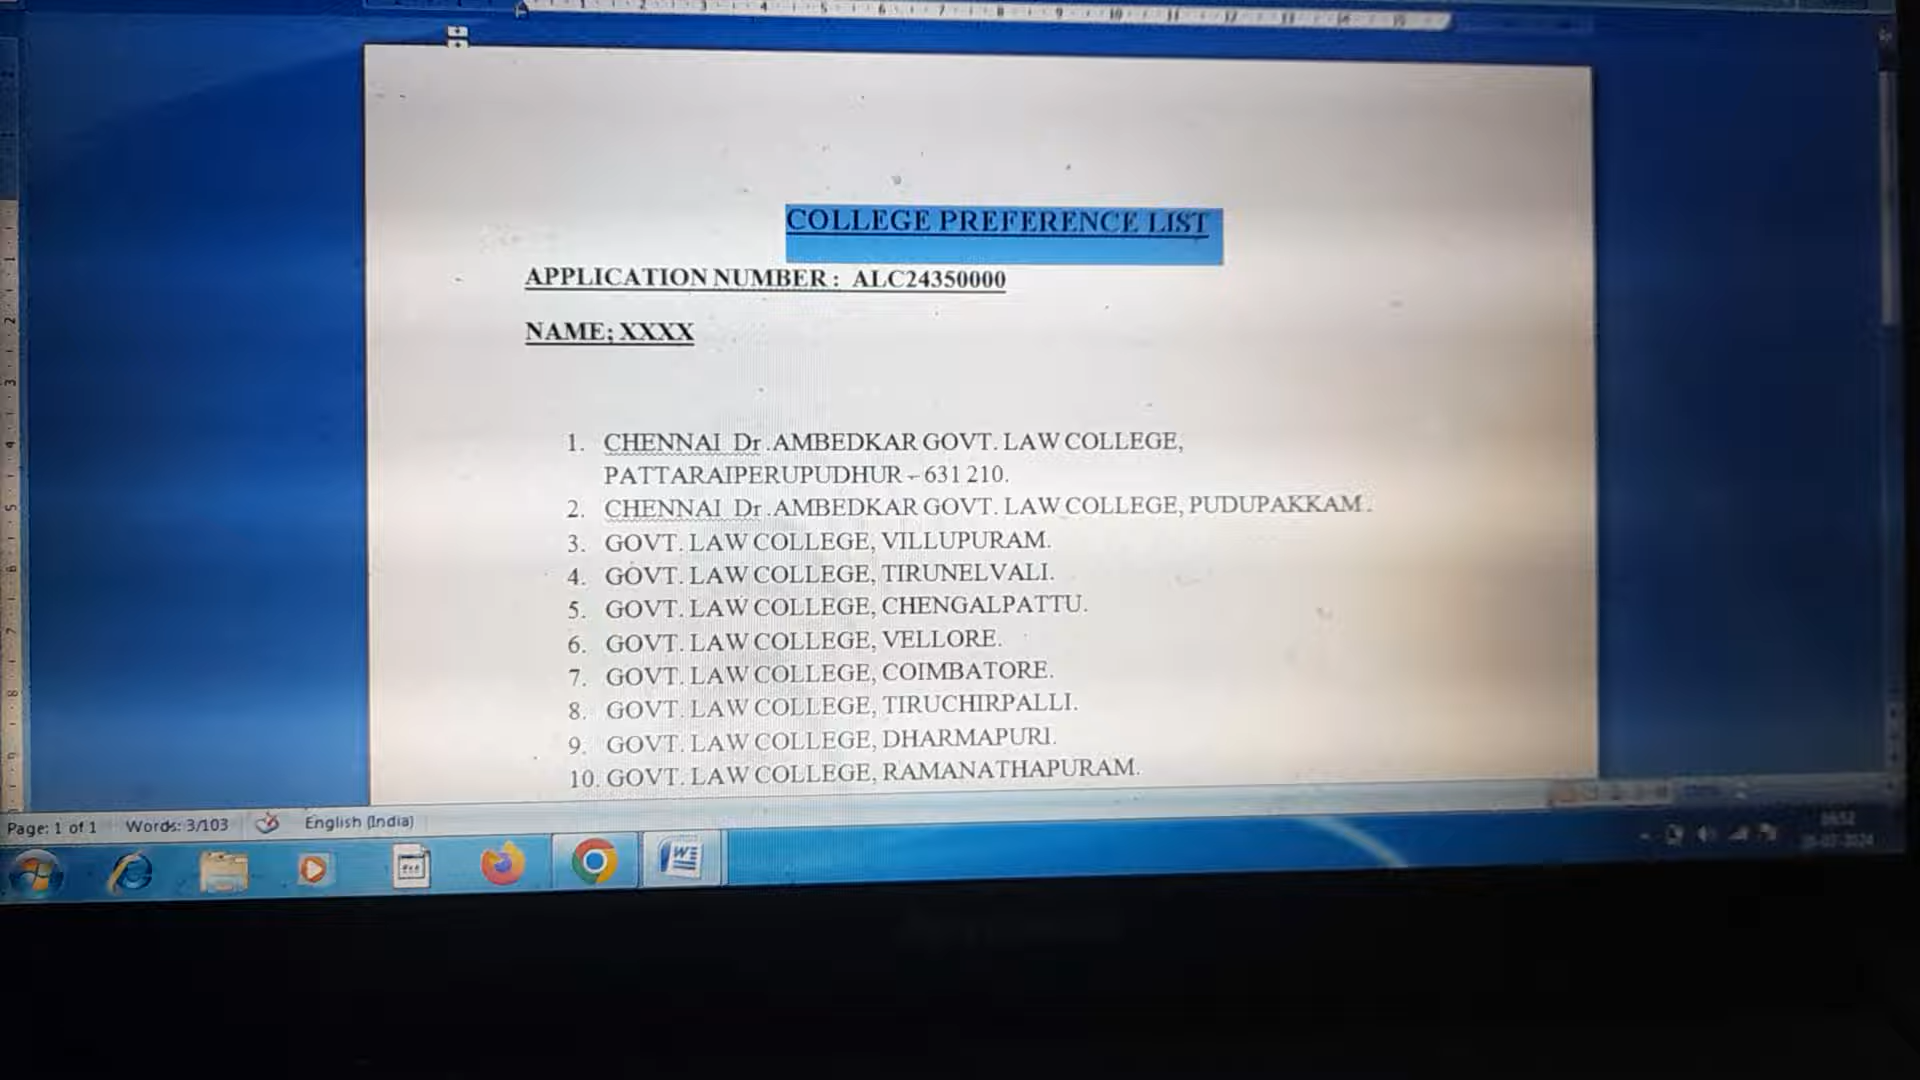 COLLEGE PREFERENCE LIST
APPLICATION NUMBER : ALC24350000
NAME; XXXX
1. CHENNAI Dr .AMBEDKAR GOVT. LAW COLLEGE,
PATTARAIPERUPUDHUR – 631 210.
2. CHENNAI Dr .AMBEDKAR GOVT. LAW COLLEGE, PUDUPAKKAM .
3. GOVT. LAW COLLEGE, VILLUPURAM.
4. GOVT. LAW COLLEGE, TIRUNELVALI.
5. GOVT. LAW COLLEGE, CHENGALPATTU.
6. GOVT. LAW COLLEGE, VELLORE.
7. GOVT. LAW COLLEGE, COIMBATORE.
8. GOVT. LAW COLLEGE, TIRUCHIRPALLI.
9. GOVT. LAW COLLEGE, DHARMAPURI.
10. GOVT. LAW COLLEGE, RAMANATHAPURAM.
Page: 1 of 1 Words: 3/103 English (India)